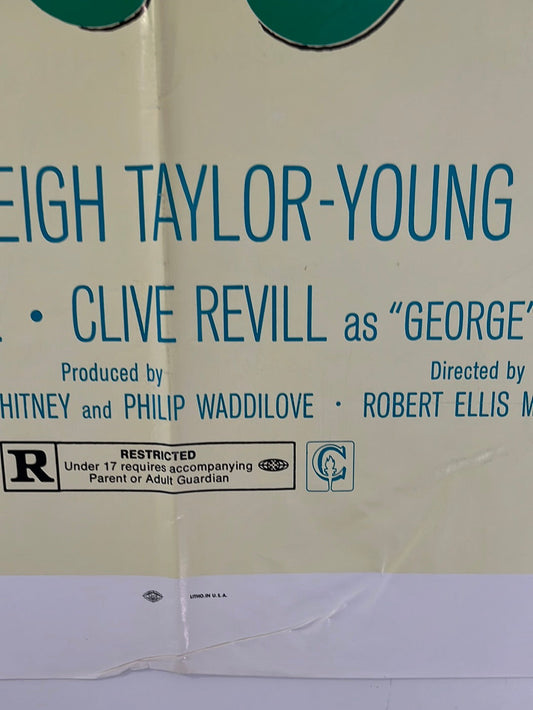 EIGH TAYLOR-YOUNG
• CLIVE REVILL as "GEORGE"
Produced by
Directed by
HITNEY and PHILIP WADDILOVE • ROBERT ELLIS M
R
RESTRICTED
Under 17 requires accompanying
Parent or Adult Guardian
C
LITHO. IN U.S.A.